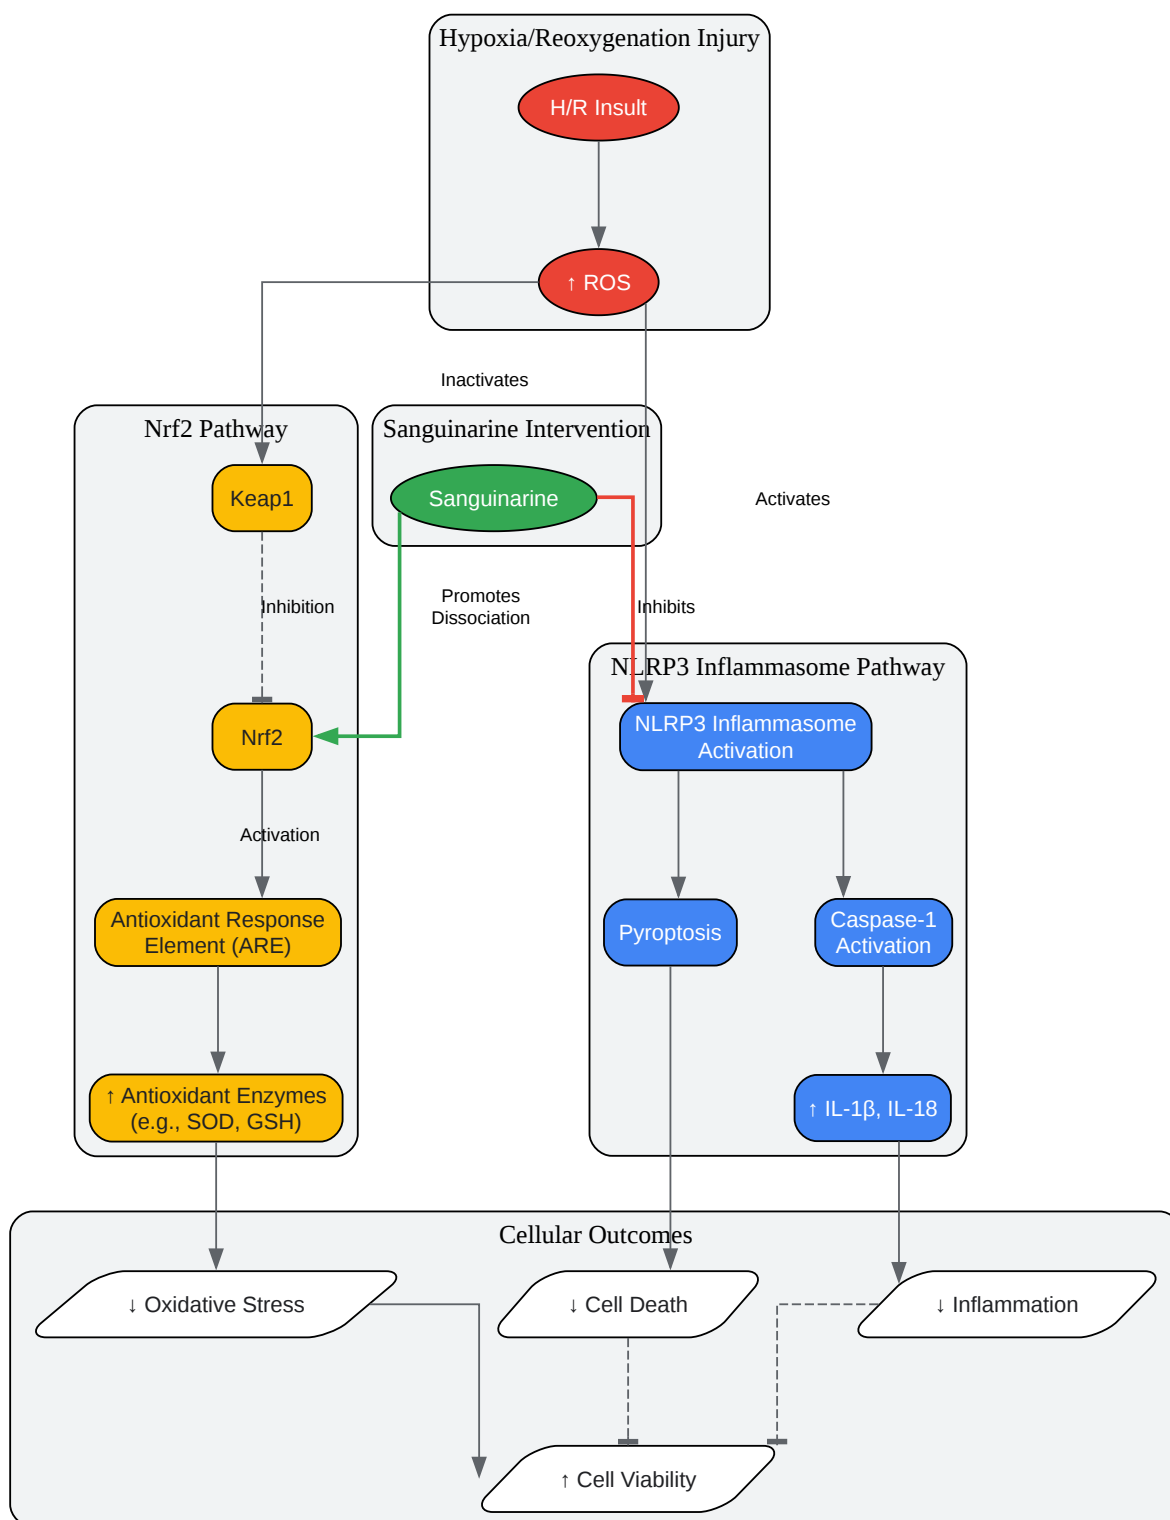 Hypoxia/Reoxygenation Injury
H/R Insult
↑ ROS
Inactivates
Nrf2 Pathway
Sanguinarine Intervention
Keap1
Sanguinarine
Activates
Inhibition
Promotes
Dissociation
Inhibits
NLRP3 Inflammasome Pathway
Nrf2
NLRP3 Inflammasome
Activation
Activation
Antioxidant Response
Element (ARE)
Pyroptosis
Caspase-1
Activation
↑ Antioxidant Enzymes
(e.g., SOD, GSH)
↑ IL-1β, IL-18
Cellular Outcomes
↓ Oxidative Stress
↓ Cell Death
↓ Inflammation
↑ Cell Viability